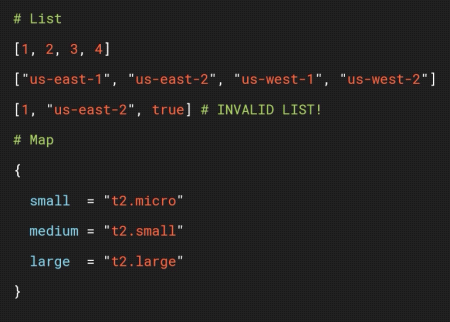 # List
[1, 2, 3, 4]
["us-east-1", "us-east-2", "us-west-1", "us-west-2"]
[1, "us-east-2", true] # INVALID LIST!
# Map
{
  small  = "t2.micro"
  medium = "t2.small"
  large  = "t2.large"
}